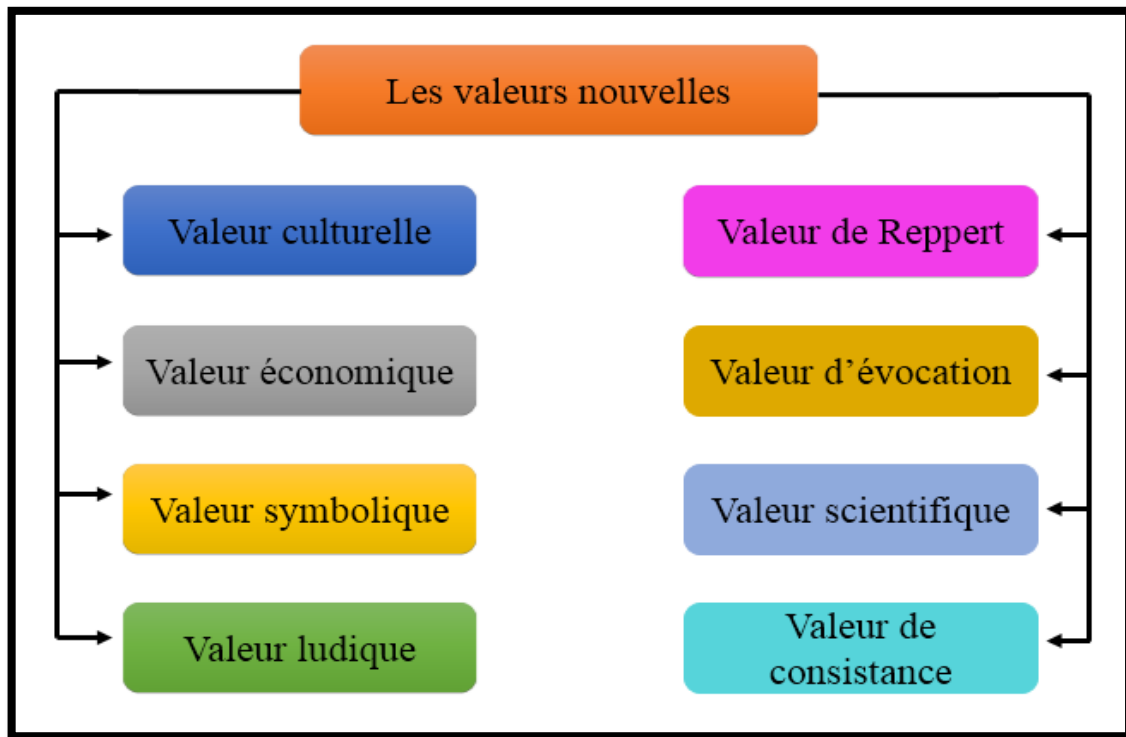 Les valeurs nouvelles
Valeur culturelle
Valeur économique
Valeur symbolique
Valeur ludique
Valeur de Reppert
Valeur d’évocation
Valeur scientifique
Valeur de
consistance